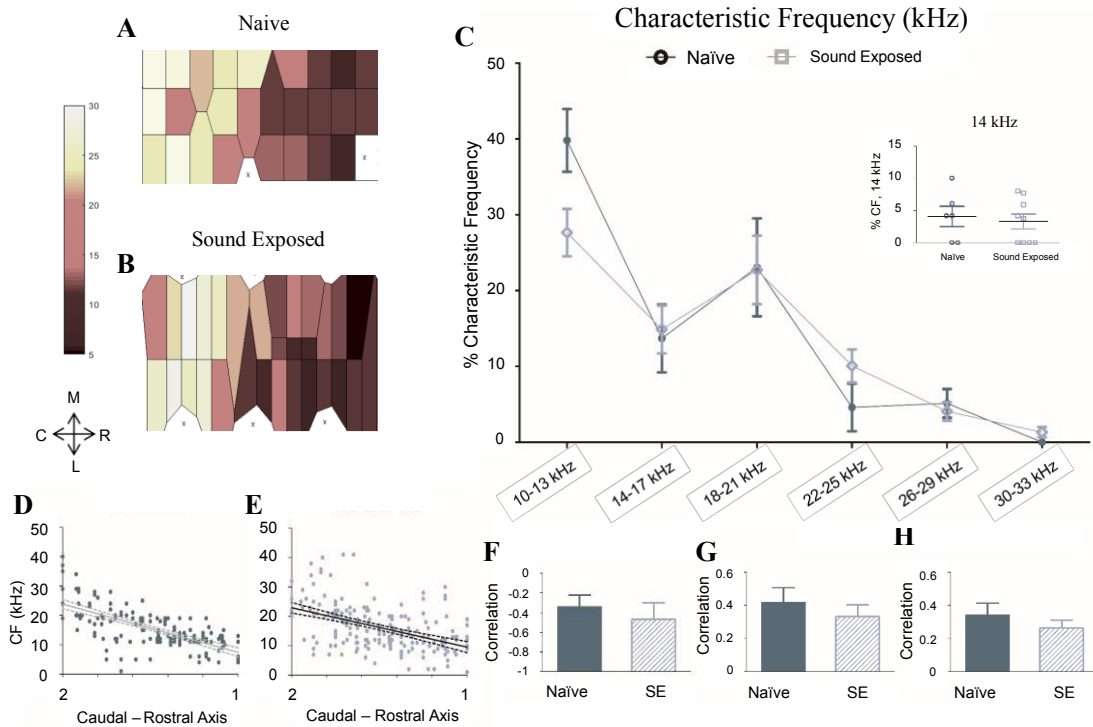 A
Naive
30
25
20
15
10
5
x
x
B
Sound Exposed
x
x
x
x
x
M
C
R
L
Characteristic Frequency (kHz)
C
Naïve
Sound Exposed
% Characteristic Frequency
50
40
30
20
10
0
10-13 kHz
14-17 kHz
18-21 kHz
22-25 kHz
26-29 kHz
30-33 kHz
14 kHz
% CF, 14 kHz
15
10
5
0
Naïve
Sound Exposed
D
CF (kHz)
50
40
30
20
10
0
2
1
Caudal – Rostral Axis
E
50
40
30
20
10
0
2
1
Caudal – Rostral Axis
F
Correlation
0
-0.2
-0.4
-0.6
-0.8
-1
Naïve
SE
G
Correlation
0.6
0.4
0.2
0
Naïve
SE
H
Correlation
0.6
0.4
0.2
0
Naïve
SE